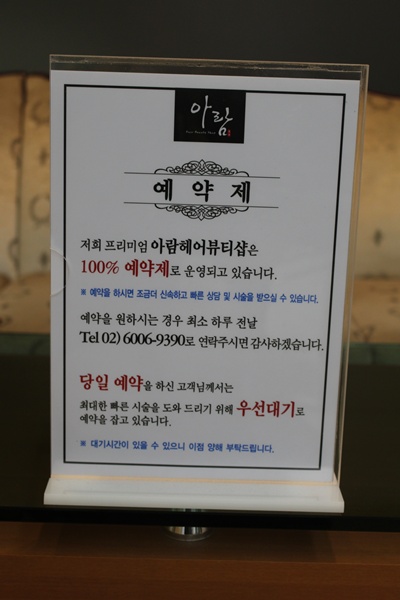 아람
예약제
저희 프리미엄 아람헤어뷰티샵은
100% 예약제로 운영되고 있습니다.
※ 예약을 하시면 조금더 신속하고 빠른 상담 및 시술을 받으실 수 있습니다.
예약을 원하시는 경우 최소 하루 전날
Tel 02) 6006-9390로 연락주시면 감사하겠습니다.
당일 예약을 하신 고객님께서는
최대한 빠른 시술을 도와 드리기 위해 우선대기로
예약을 잡고 있습니다.
※ 대기시간이 있을 수 있으니 이점 양해 부탁드립니다.